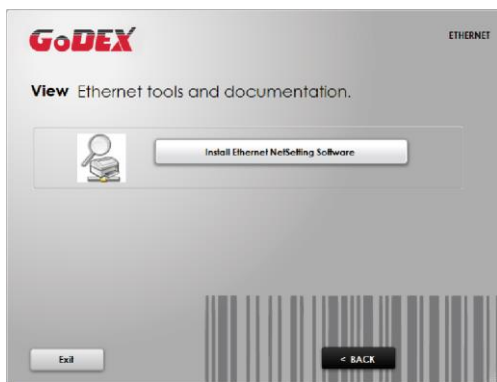 GoDEX
ETHERNET
View Ethernet tools and documentation.
Install Ethernet NetSetting Software
Exit
< BACK